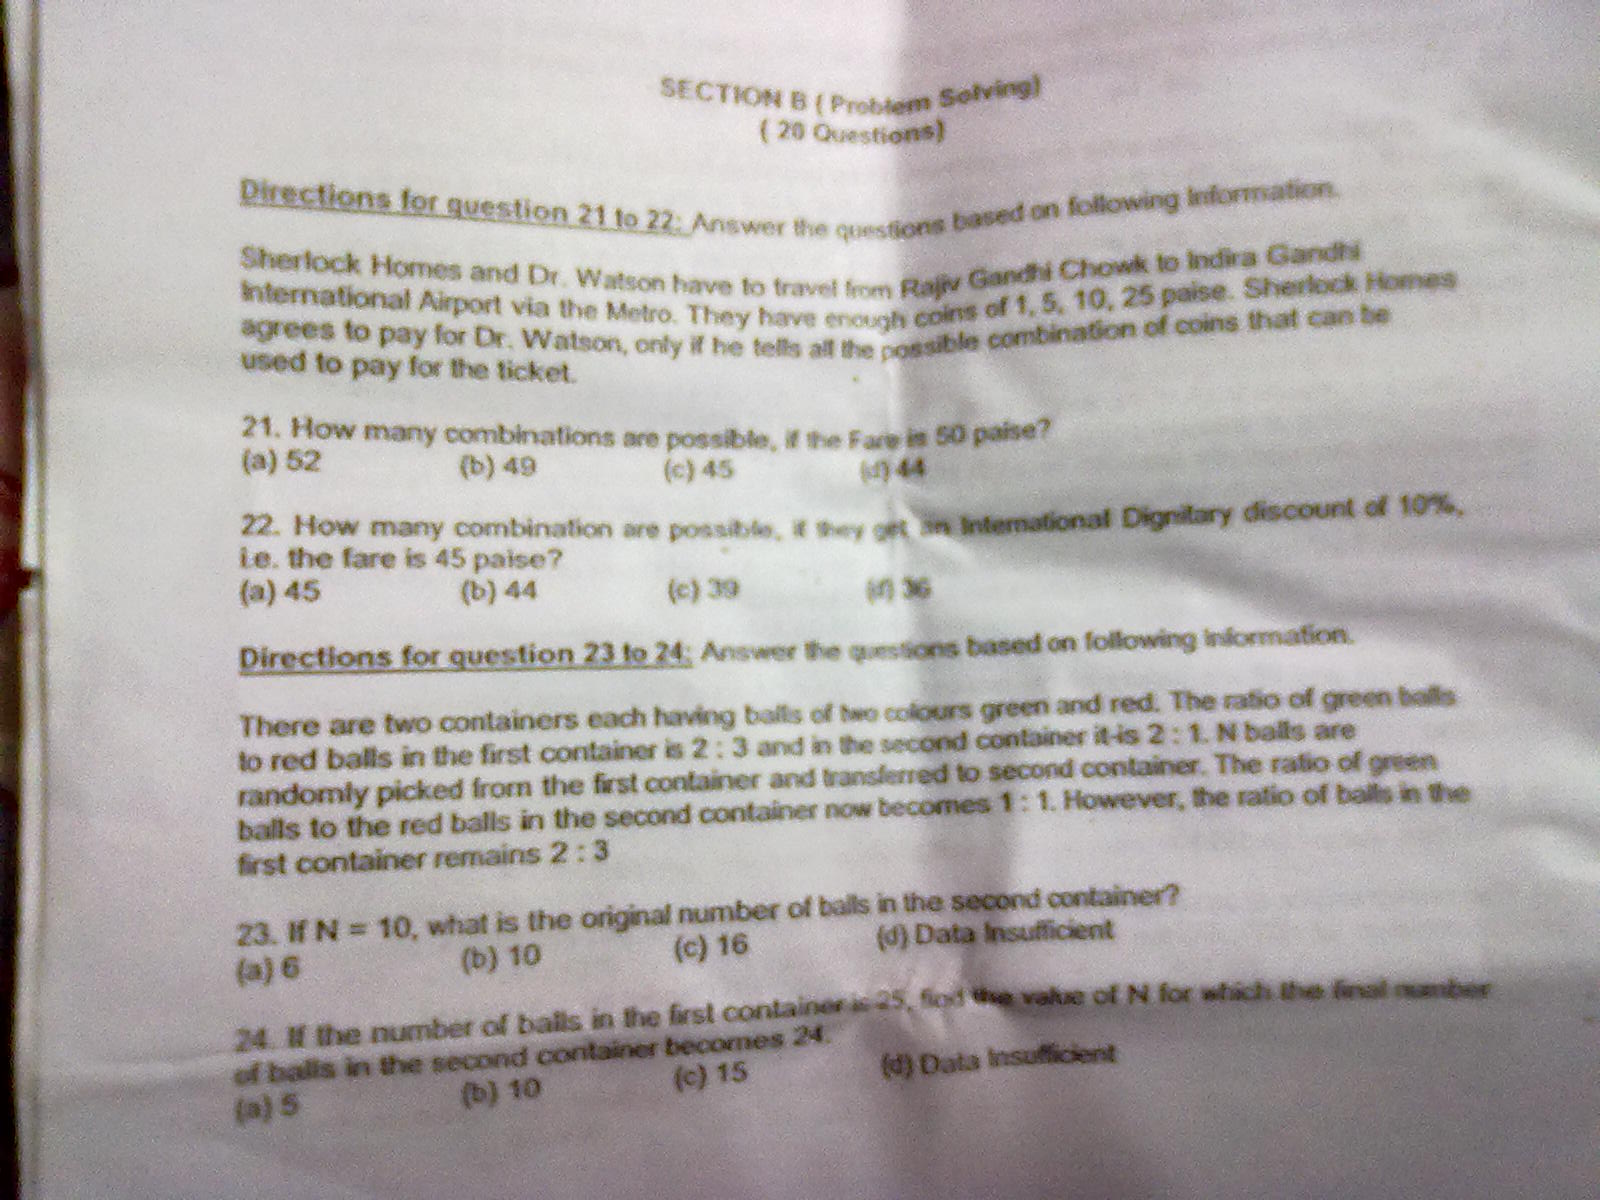 SECTION B ( Problem Solving)
( 20 Questions)
Directions for question 21 to 22: Answer the questions based on following Information.
Sherlock Homes and Dr. Watson have to travel from Rajiv Gandhi Chowk to Indira Gandhi
International Airport via the Metro. They have enough coins of 1, 5, 10, 25 paise. Sherlock Homes
agrees to pay for Dr. Watson, only if he tells all the possible combination of coins that can be
used to pay for the ticket.
21. How many combinations are possible, if the Fare is 50 paise?
(a) 52 (b) 49 (c) 45 (d) 44
22. How many combination are possible, if they get an International Dignitary discount of 10%,
i.e. the fare is 45 paise?
(a) 45 (b) 44 (c) 39 (d) 36
Directions for question 23 to 24: Answer the questions based on following information.
There are two containers each having balls of two colours green and red. The ratio of green balls
to red balls in the first container is 2 : 3 and in the second container it-is 2 : 1. N balls are
randomly picked from the first container and transferred to second container. The ratio of green
balls to the red balls in the second container now becomes 1 : 1. However, the ratio of balls in the
first container remains 2 : 3
23. If N = 10, what is the original number of balls in the second container?
(a) 6 (b) 10 (c) 16 (d) Data Insufficient
24. If the number of balls in the first container is 25, find the value of N for which the final number
of balls in the second container becomes 24.
(a) 5 (b) 10 (c) 15 (d) Data Insufficient